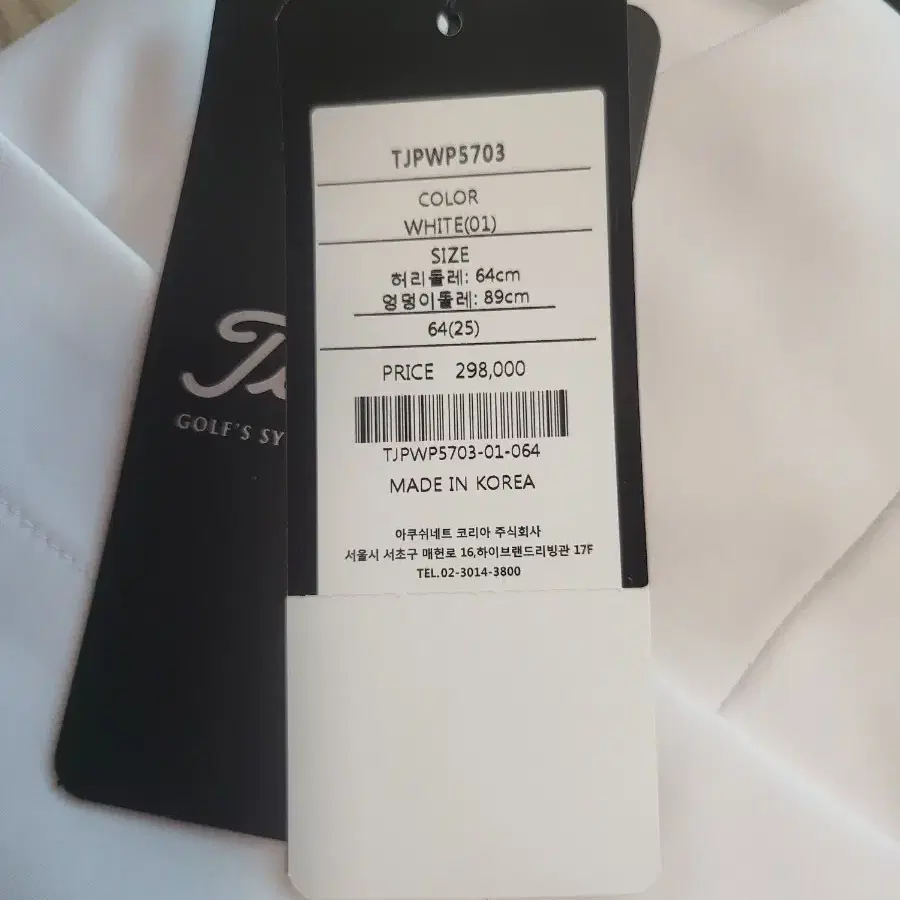 TJPWP5703
COLOR
WHITE(01)
SIZE
허리둘레: 64cm
엉덩이둘레: 89cm
64(25)
PRICE 298,000
TJPWP5703-01-064
MADE IN KOREA
아쿠쉬네트 코리아 주식회사
서울시 서초구 매헌로 16,하이브랜드리빙관 17F
TEL.02-3014-3800
GOLF'S SY